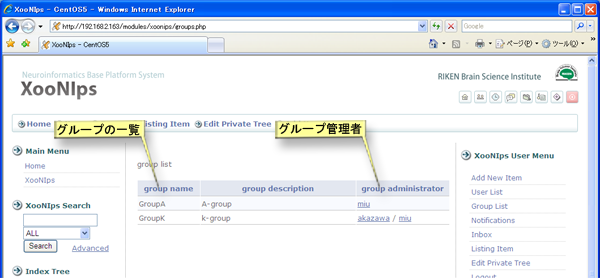 XooNIps - CentOS5 - Windows Internet Explorer
http://192.168.2.163/modules/xoonips/groups.php
Google
XooNIps - CentOS5
ページ(P)
ツール(O)
Neuroinformatics Base Platform System
XooNIps
RIKEN Brain Science Institute
Home
isting Item
Edit Private Tree
グループの一覧
グループ管理者
Main Menu
Home
XooNIps
XooNIps Search
ALL
Search
Advanced
Index Tree
group list
group name group description group administrator
GroupA A-group miu
GroupK k-group akazawa / miu
XooNIps User Menu
Add New Item
User List
Group List
Notifications
Inbox
Listing Item
Edit Private Tree
Logout